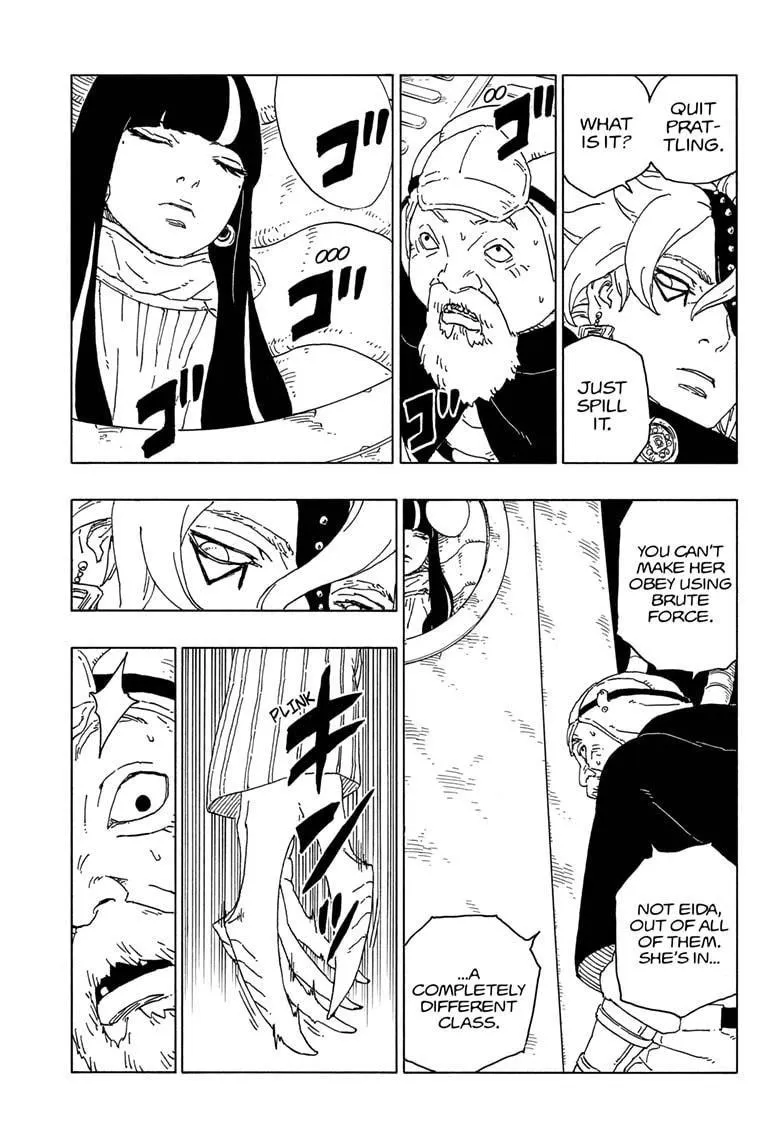 QUIT
PRAT-
TLING.
WHAT
IS IT?
JUST
SPILL
IT.
ゴ
ゴ
ゴ
ゴ
ゴ
YOU CAN'T
MAKE HER
OBEY USING
BRUTE
FORCE.
NOT EIDA,
OUT OF ALL
OF THEM.
SHE'S IN...
...A
COMPLETELY
DIFFERENT
CLASS.
PLINK
キン